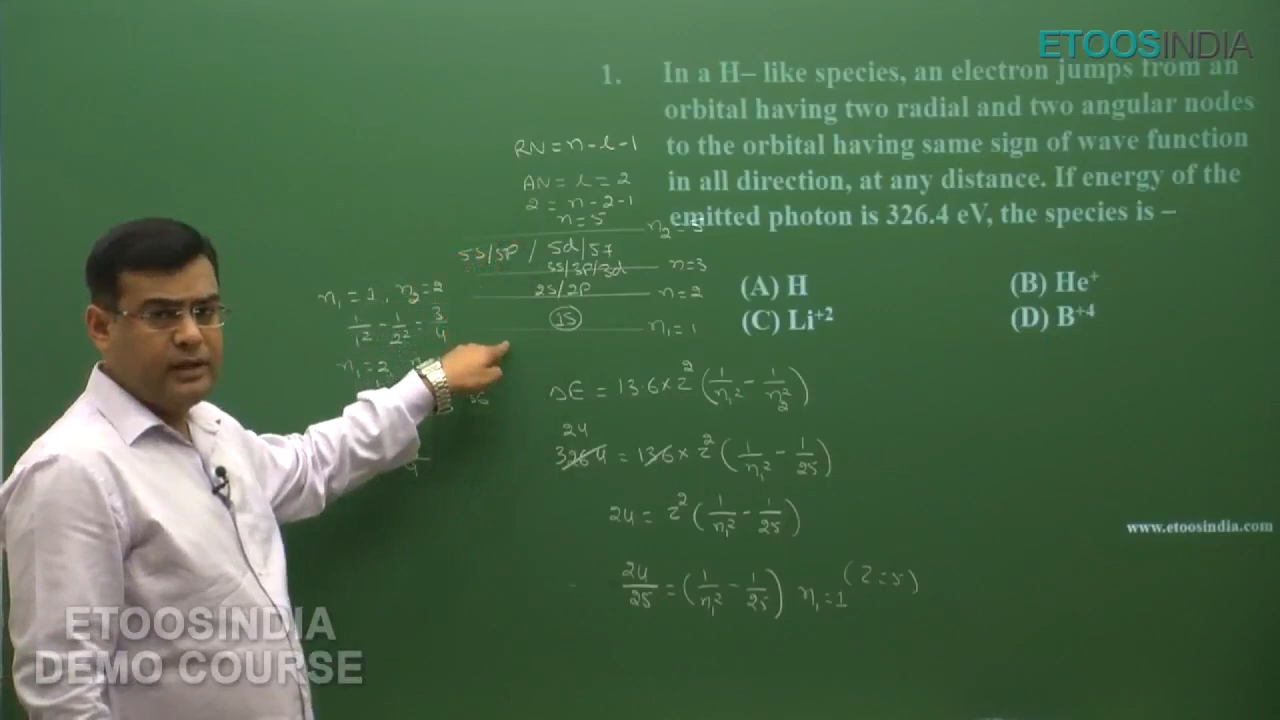 ETOOSINDIA
1. In a H– like species, an electron jumps from an
orbital having two radial and two angular nodes
to the orbital having same sign of wave function
in all direction, at any distance. If energy of the
emitted photon is 326.4 eV, the species is –
(A) H (B) He⁺
(C) Li⁺² (D) B⁺⁴
RN = n - l - 1
AN = l = 2
2 = n - 2 - 1
n = 5
n₂ = 5
5s/5p / 5d/5f
3s/3p/3d n = 3
2s/2p n = 2
1s n₁ = 1
n₁ = 1, n₂ = 2
1/1² - 1/2² = 3/4
n₁ = 2
ΔE = 13.6 × z² (1/n₁² - 1/n₂²)
24
3264 = 136 × z² (1/n₁² - 1/25)
24 = z² (1/n₁² - 1/25)
24/25 = (1/n₁² - 1/25) n₁ = 1 (z = 5)
www.etoosindia.com
ETOOSINDIA
DEMO COURSE